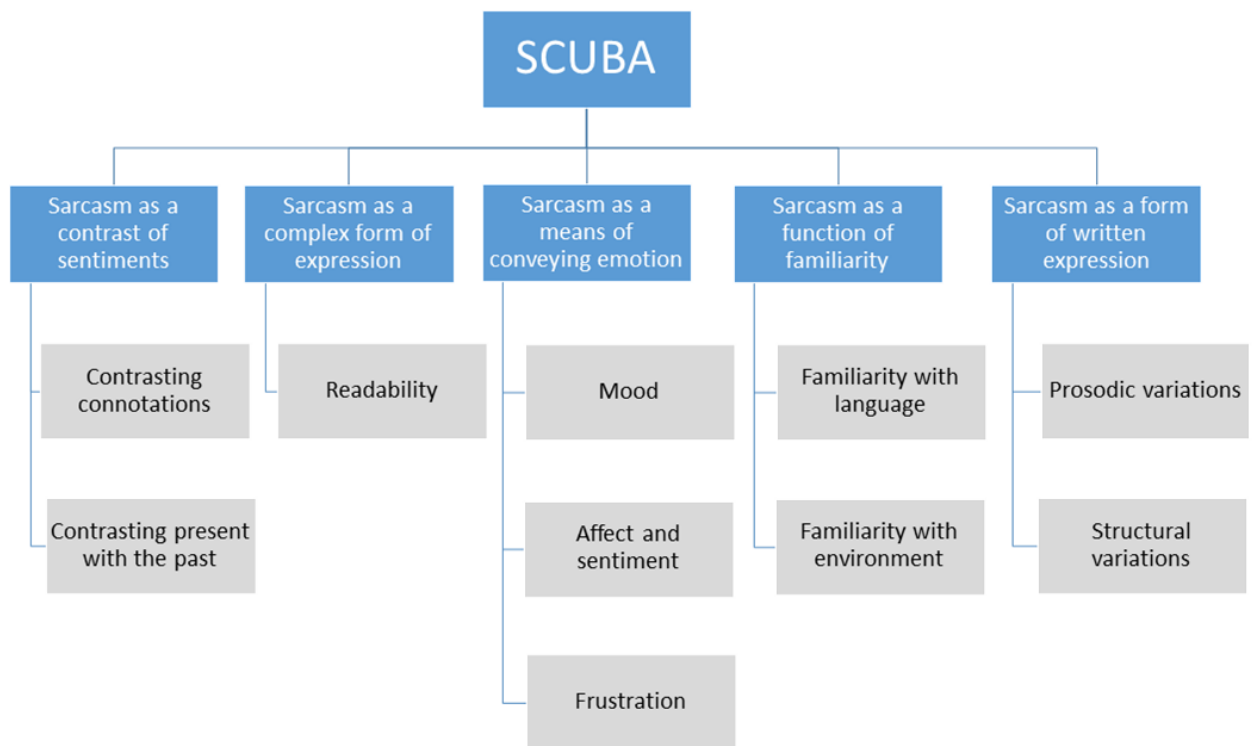 SCUBA
Sarcasm as a
contrast of
sentiments
Sarcasm as a
complex form of
expression
Sarcasm as a
means of
conveying emotion
Sarcasm as a
function of
familiarity
Sarcasm as a form
of written
expression
Contrasting
connotations
Readability
Mood
Familiarity with
language
Prosodic variations
Contrasting present
with the past
Affect and
sentiment
Familiarity with
environment
Structural
variations
Frustration